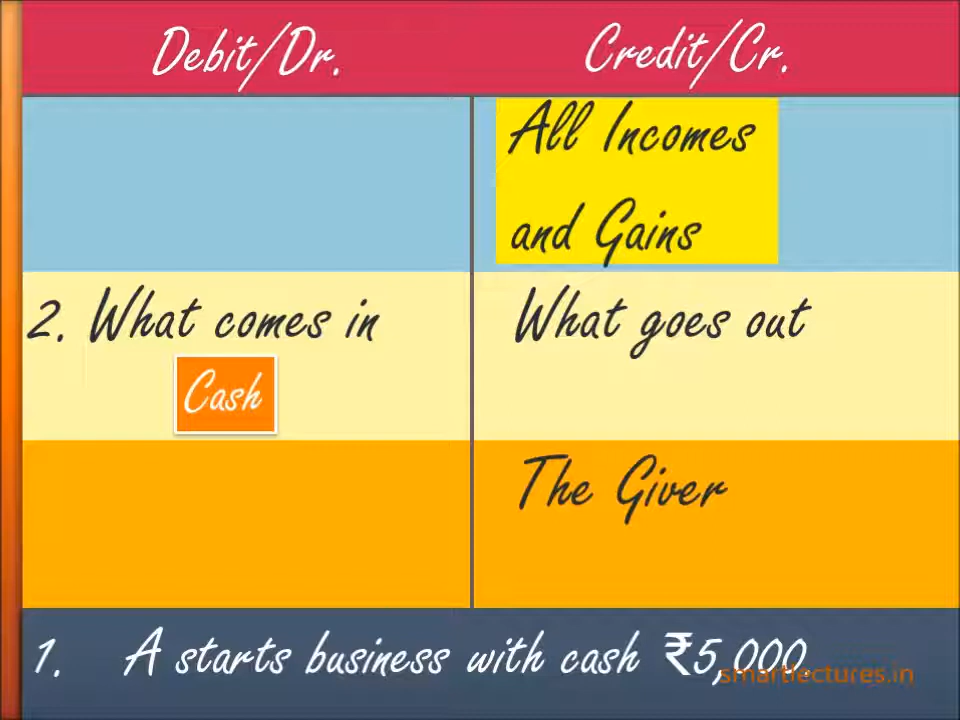 Debit/Dr. Credit/Cr.
All Incomes
and Gains
2. What comes in What goes out
Cash
The Giver
1. A starts business with cash ₹5,000.
smartlectures.in